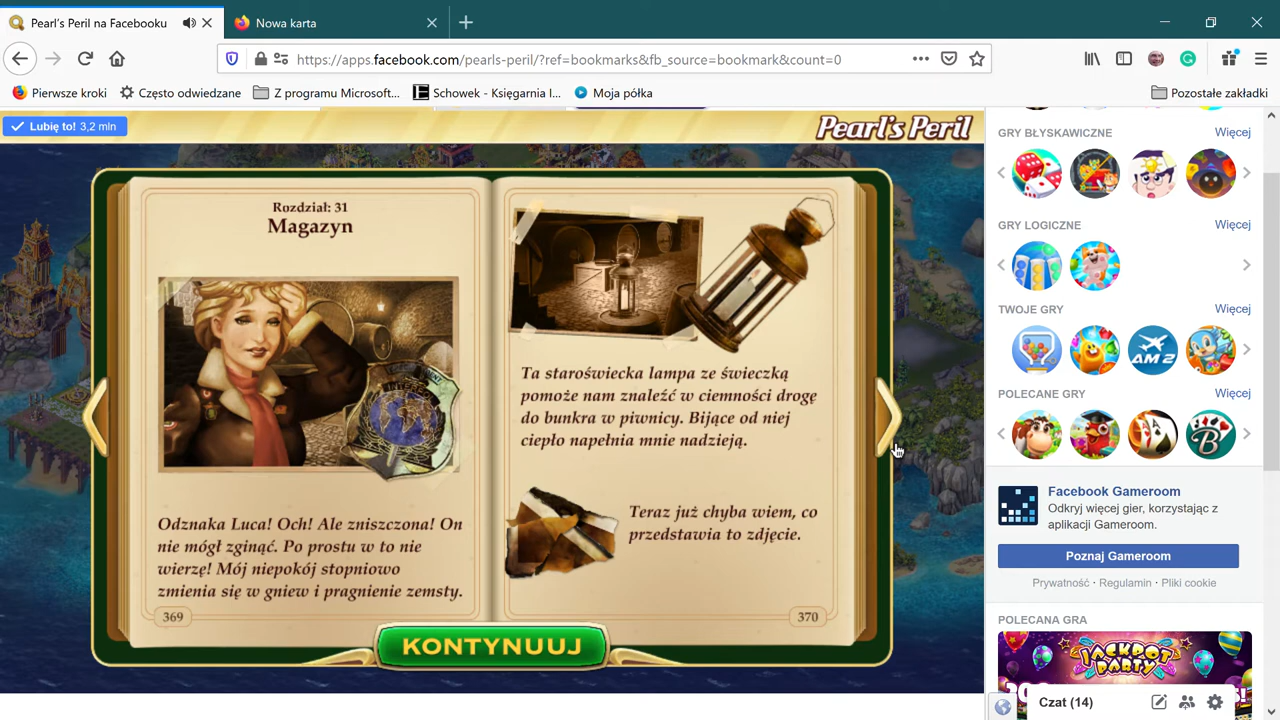 Pearl's Peril na Facebooku
Nowa karta
https://apps.facebook.com/pearls-peril/?ref=bookmarks&fb_source=bookmark&count=0
Pierwsze kroki
Często odwiedzane
Z programu Microsoft...
Schowek - Księgarnia I...
Moja półka
Pozostałe zakładki
Lubię to! 3,2 mln
Pearl's Peril
Rozdział: 31
Magazyn
Odznaka Luca! Och! Ale zniszczona! On
nie mógł zginąć. Po prostu w to nie
wierzę! Mój niepokój stopniowo
zmienia się w gniew i pragnienie zemsty.
369
Ta staroświecka lampa ze świeczką
pomoże nam znaleźć w ciemności drogę
do bunkra w piwnicy. Bijące od niej
ciepło napełnia mnie nadzieją.
Teraz już chyba wiem, co
przedstawia to zdjęcie.
370
KONTYNUUJ
GRY BŁYSKAWICZNE
Więcej
GRY LOGICZNE
Więcej
TWOJE GRY
Więcej
AM 2
POLECANE GRY
Więcej
B
Facebook Gameroom
Odkryj więcej gier, korzystając z
aplikacji Gameroom.
Poznaj Gameroom
Prywatność · Regulamin · Pliki cookie
POLECANA GRA
JACKPOT
PARTY
Czat (14)